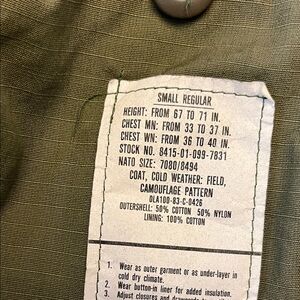 SMALL REGULAR
HEIGHT: FROM 67 TO 71 IN.
CHEST MN: FROM 33 TO 37 IN.
CHEST WN: FROM 36 TO 40 IN.
STOCK NO. 8415-01-099-7831
NATO SIZE: 7080/8494
COAT, COLD WEATHER: FIELD,
CAMOUFLAGE PATTERN
DLA100-83-C-0426
OUTERSHELL: 50% COTTON 50% NYLON
LINING: 100% COTTON
1. Wear as outer garment or as under-layer in
cold dry climate.
2. Wear button-in liner for added insulation.
3. Adjust closures and